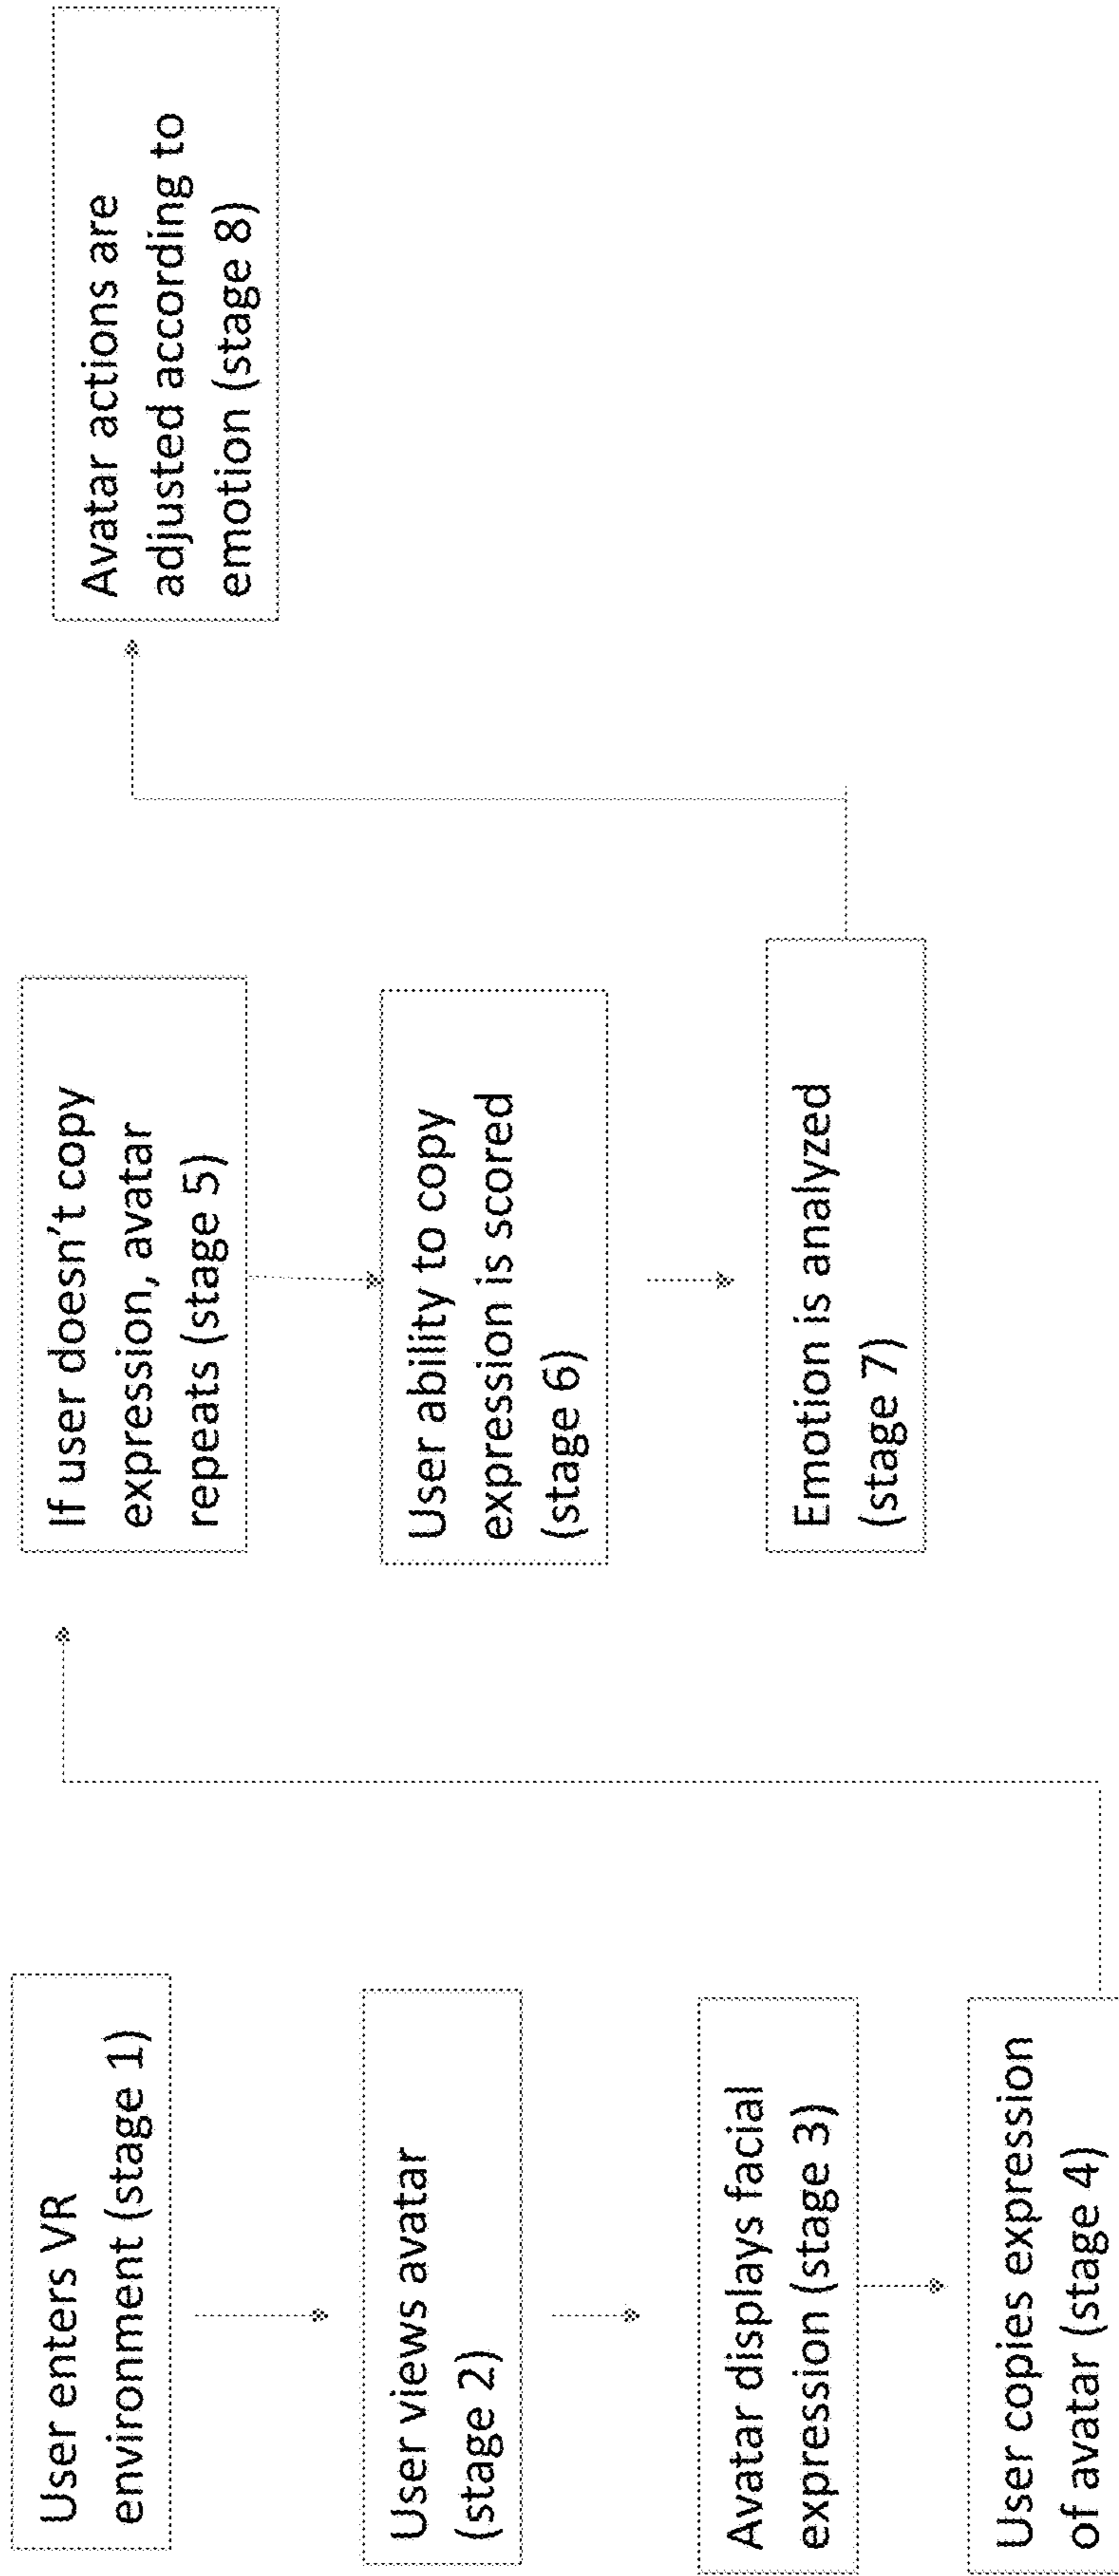 User enters VR
environment (stage 1)
User views avatar
(stage 2)
Avatar displays facial
expression (stage 3)
User copies expression
of avatar (stage 4)
If user doesn't copy
expression, avatar
repeats (stage 5)
User ability to copy
expression is scored
(stage 6)
Emotion is analyzed
(stage 7)
Avatar actions are
adjusted according to
emotion (stage 8)